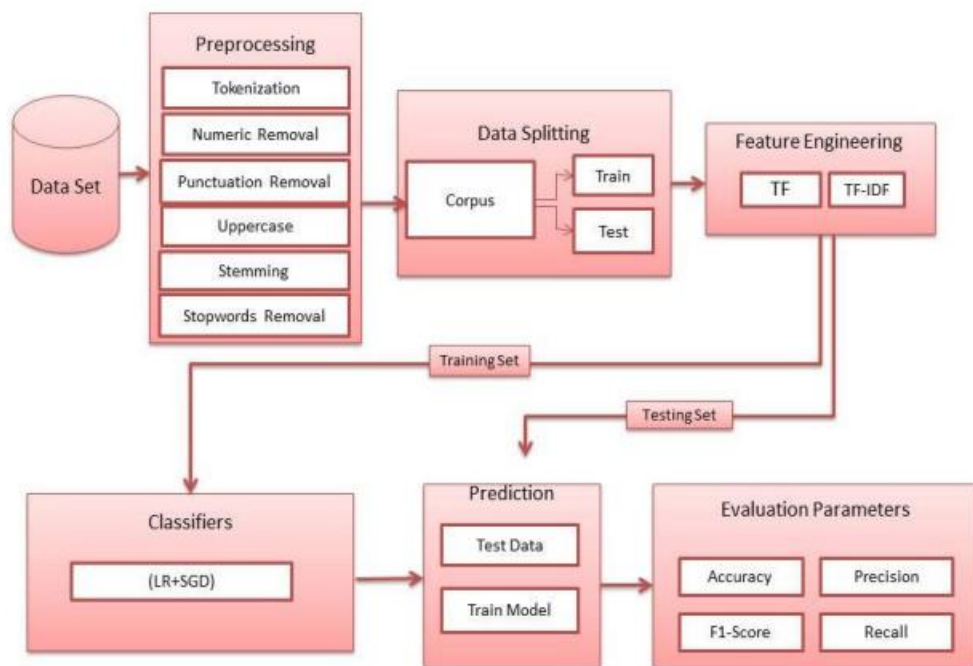 Preprocessing
Tokenization
Numeric Removal
Punctuation Removal
Uppercase
Stemming
Stopwords Removal
Data Set
Data Splitting
Corpus
Train
Test
Feature Engineering
TF
TF-IDF
Training Set
Testing Set
Classifiers
(LR+SGD)
Prediction
Test Data
Train Model
Evaluation Parameters
Accuracy
Precision
F1-Score
Recall